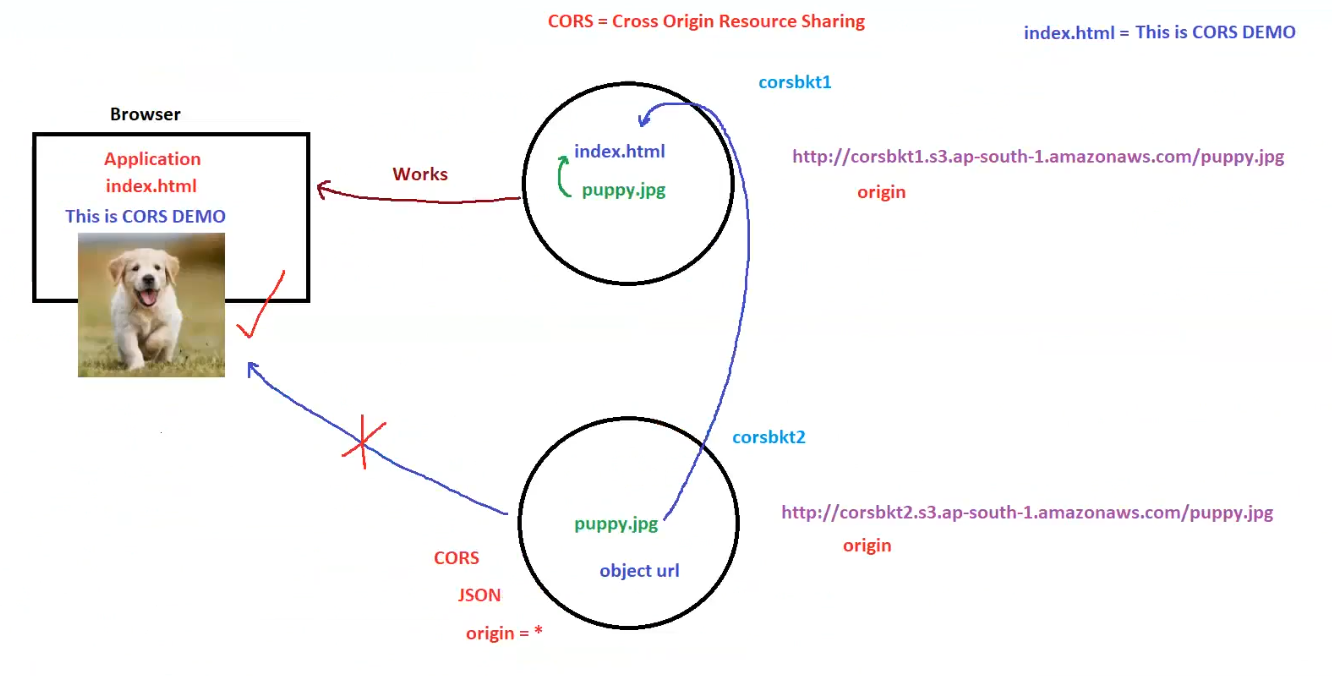 CORS = Cross Origin Resource Sharing
index.html = This is CORS DEMO
corsbkt1
Browser
Application
index.html
This is CORS DEMO
Works
index.html
puppy.jpg
http://corsbkt1.s3.ap-south-1.amazonaws.com/puppy.jpg
origin
corsbkt2
puppy.jpg
object url
http://corsbkt2.s3.ap-south-1.amazonaws.com/puppy.jpg
origin
CORS
JSON
origin = *